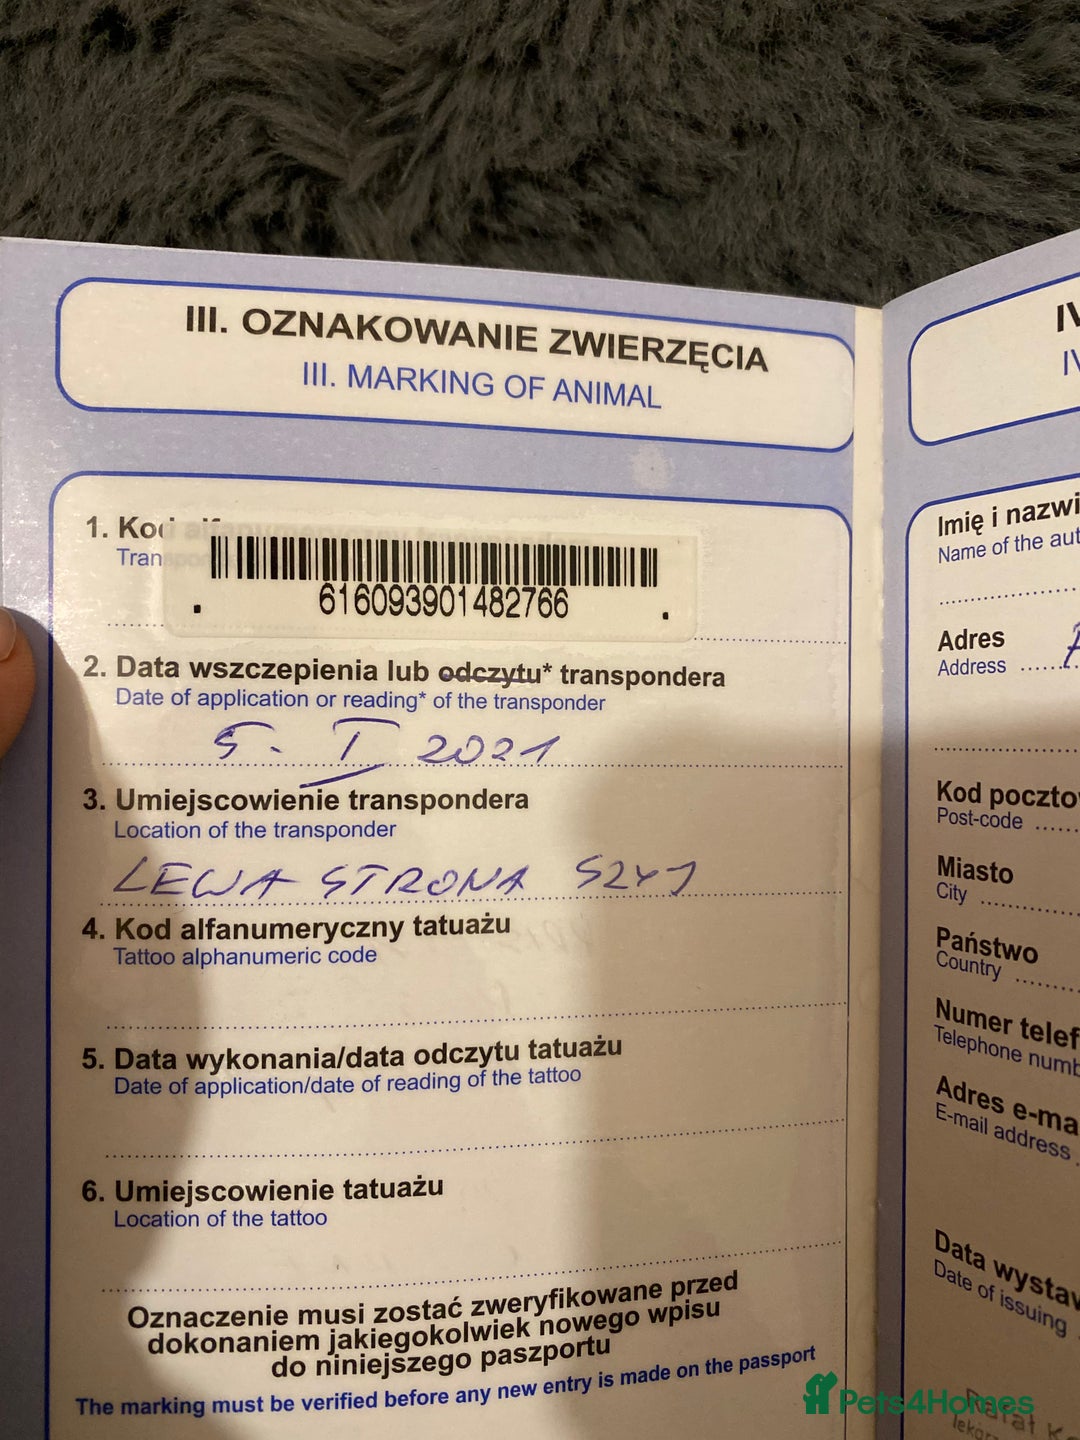 III. OZNAKOWANIE ZWIERZĘCIA
III. MARKING OF ANIMAL
1. Kod alfanumeryczny
Tran
616093901482766
2. Data wszczepienia lub odczytu* transpondera
Date of application or reading* of the transponder
5. I 2021
3. Umiejscowienie transpondera
Location of the transponder
LEWA STRONA SZYJ
4. Kod alfanumeryczny tatuażu
Tattoo alphanumeric code
5. Data wykonania/data odczytu tatuażu
Date of application/date of reading of the tattoo
6. Umiejscowienie tatuażu
Location of the tattoo
Oznaczenie musi zostać zweryfikowane przed
dokonaniem jakiegokolwiek nowego wpisu
do niniejszego paszportu
The marking must be verified before any new entry is made on the passport
IV
IV
Imię i nazwi
Name of the aut
Adres
Address
Kod poczto
Post-code
Miasto
City
Państwo
Country
Numer telef
Telephone numb
Adres e-ma
E-mail address
Data wystaw
Date of issuing
Pets4Homes